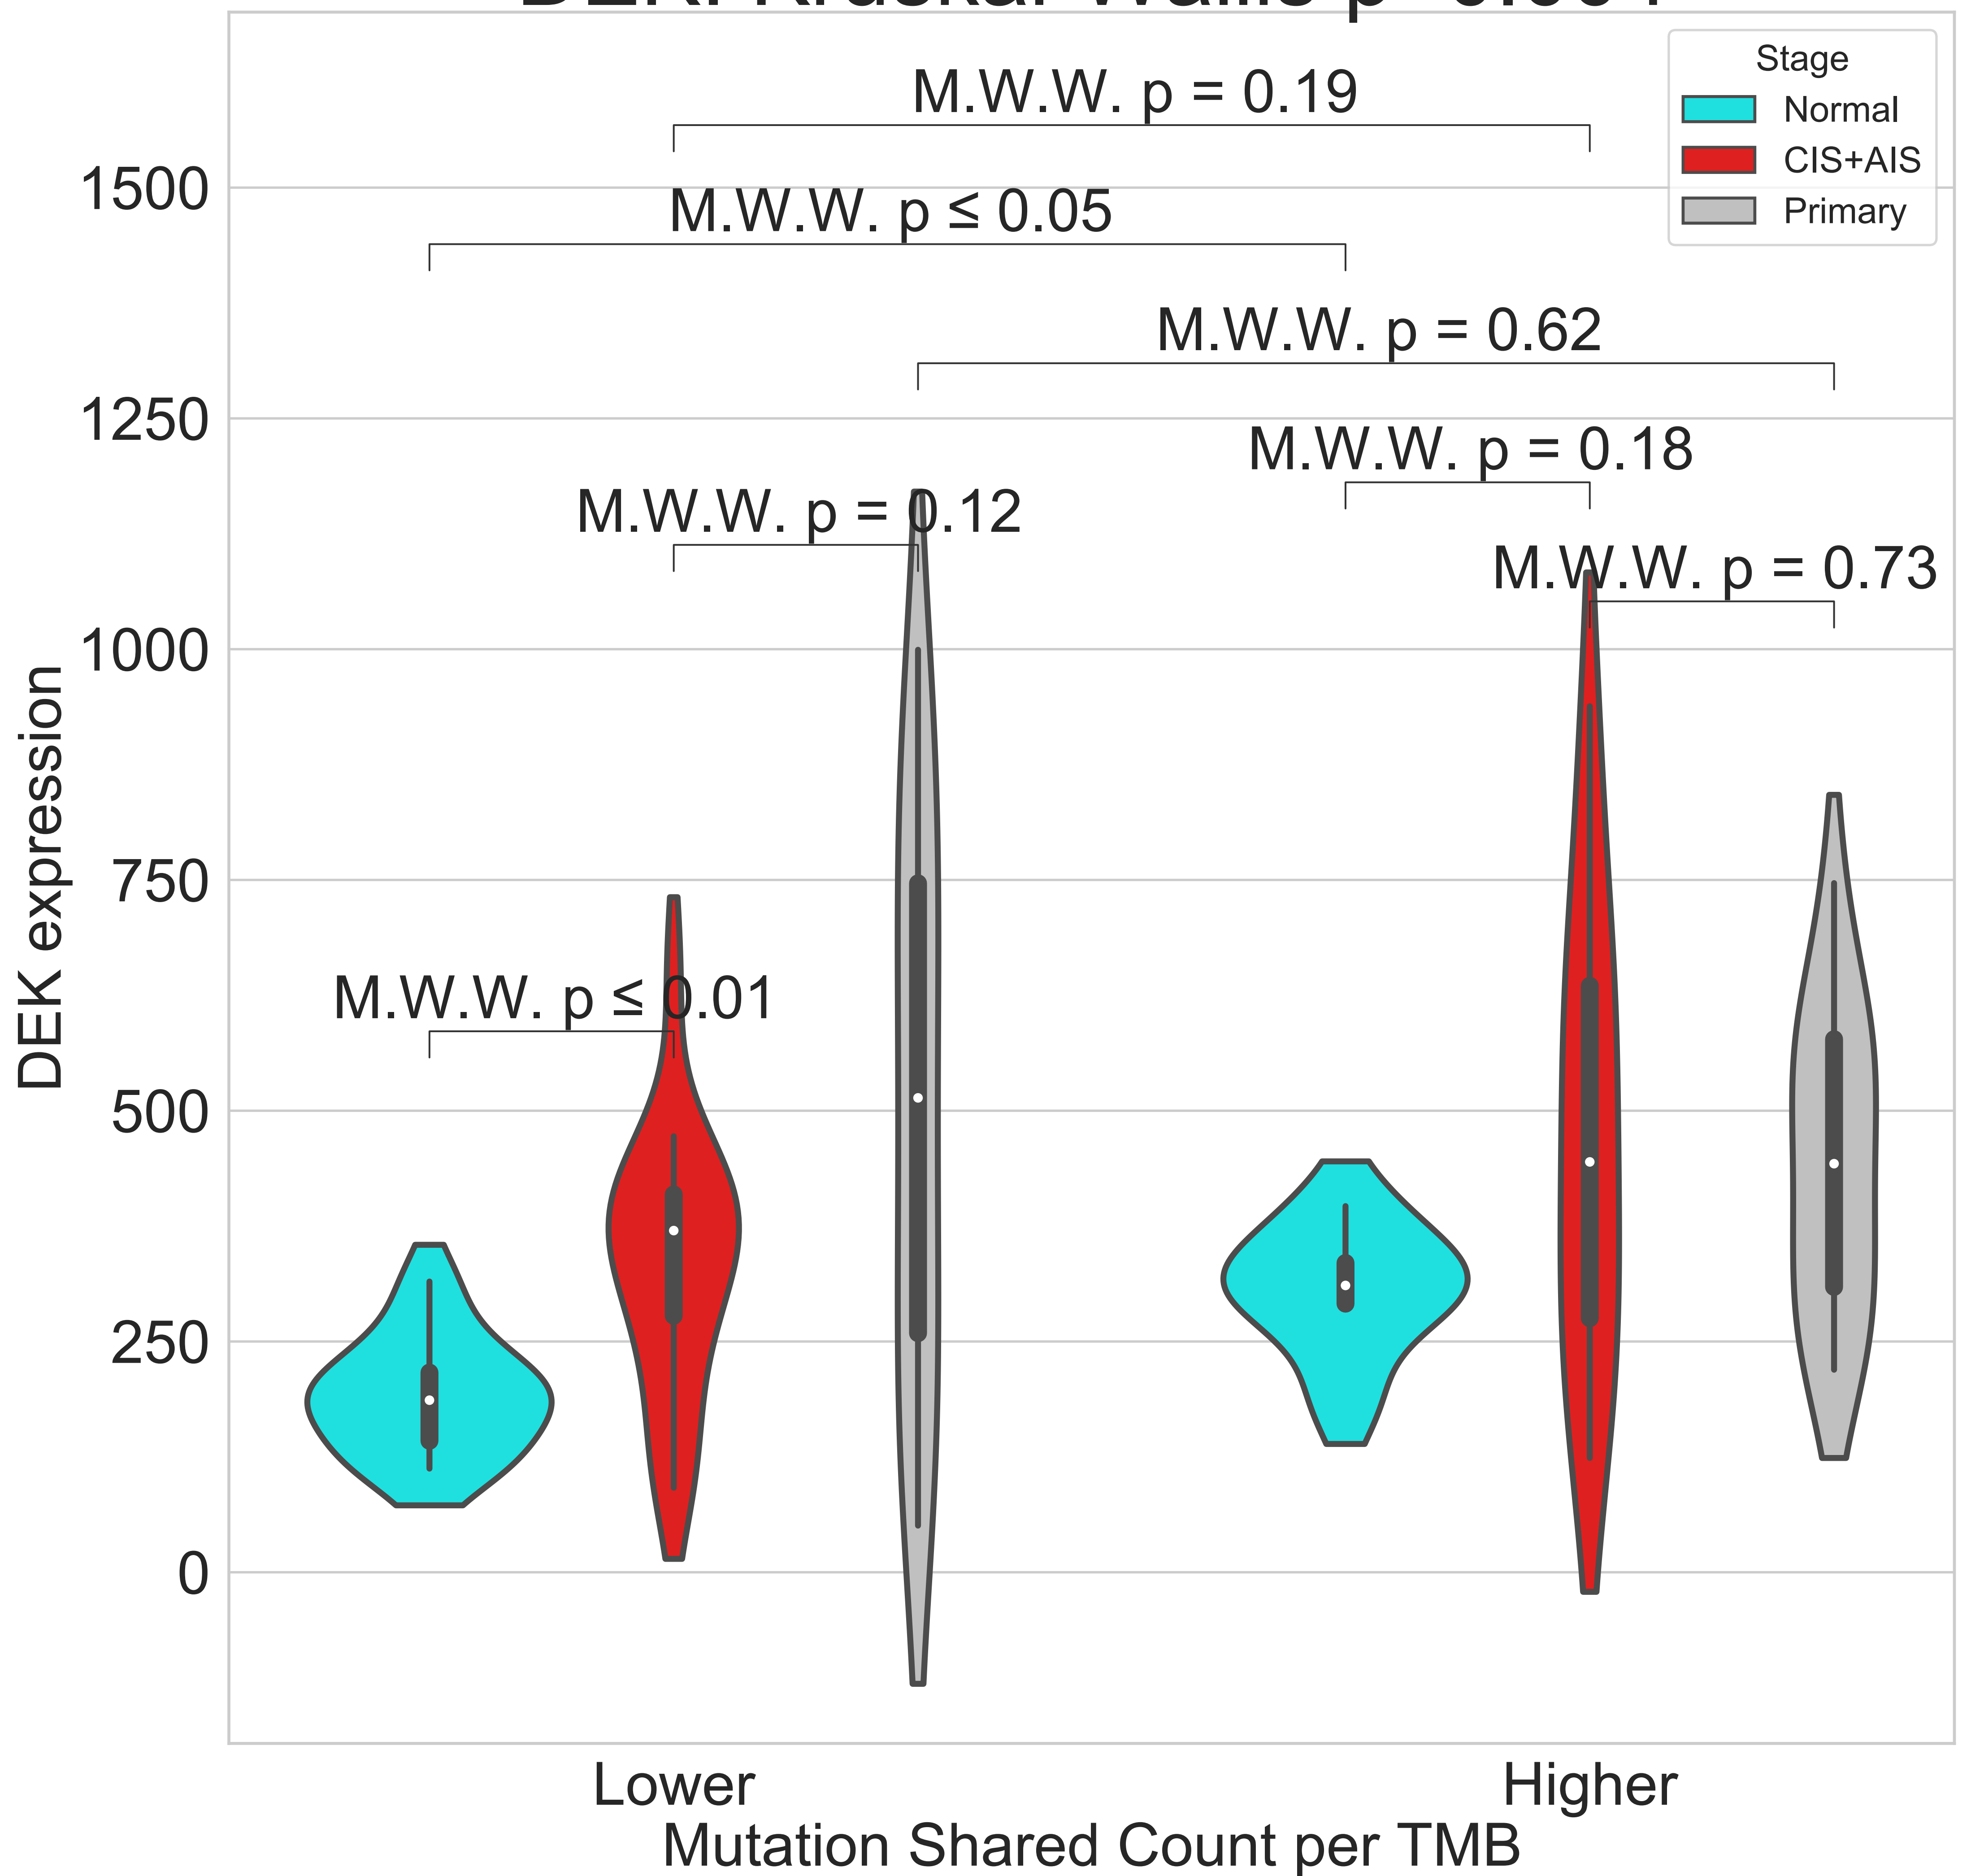 Stage
Normal
CIS+AIS
Primary
M.W.W. p = 0.19
M.W.W. p ≤ 0.05
M.W.W. p = 0.62
M.W.W. p = 0.18
M.W.W. p = 0.12
M.W.W. p = 0.73
M.W.W. p ≤ 0.01
1500
1250
1000
750
500
250
0
DEK expression
Lower
Higher
Mutation Shared Count per TMB